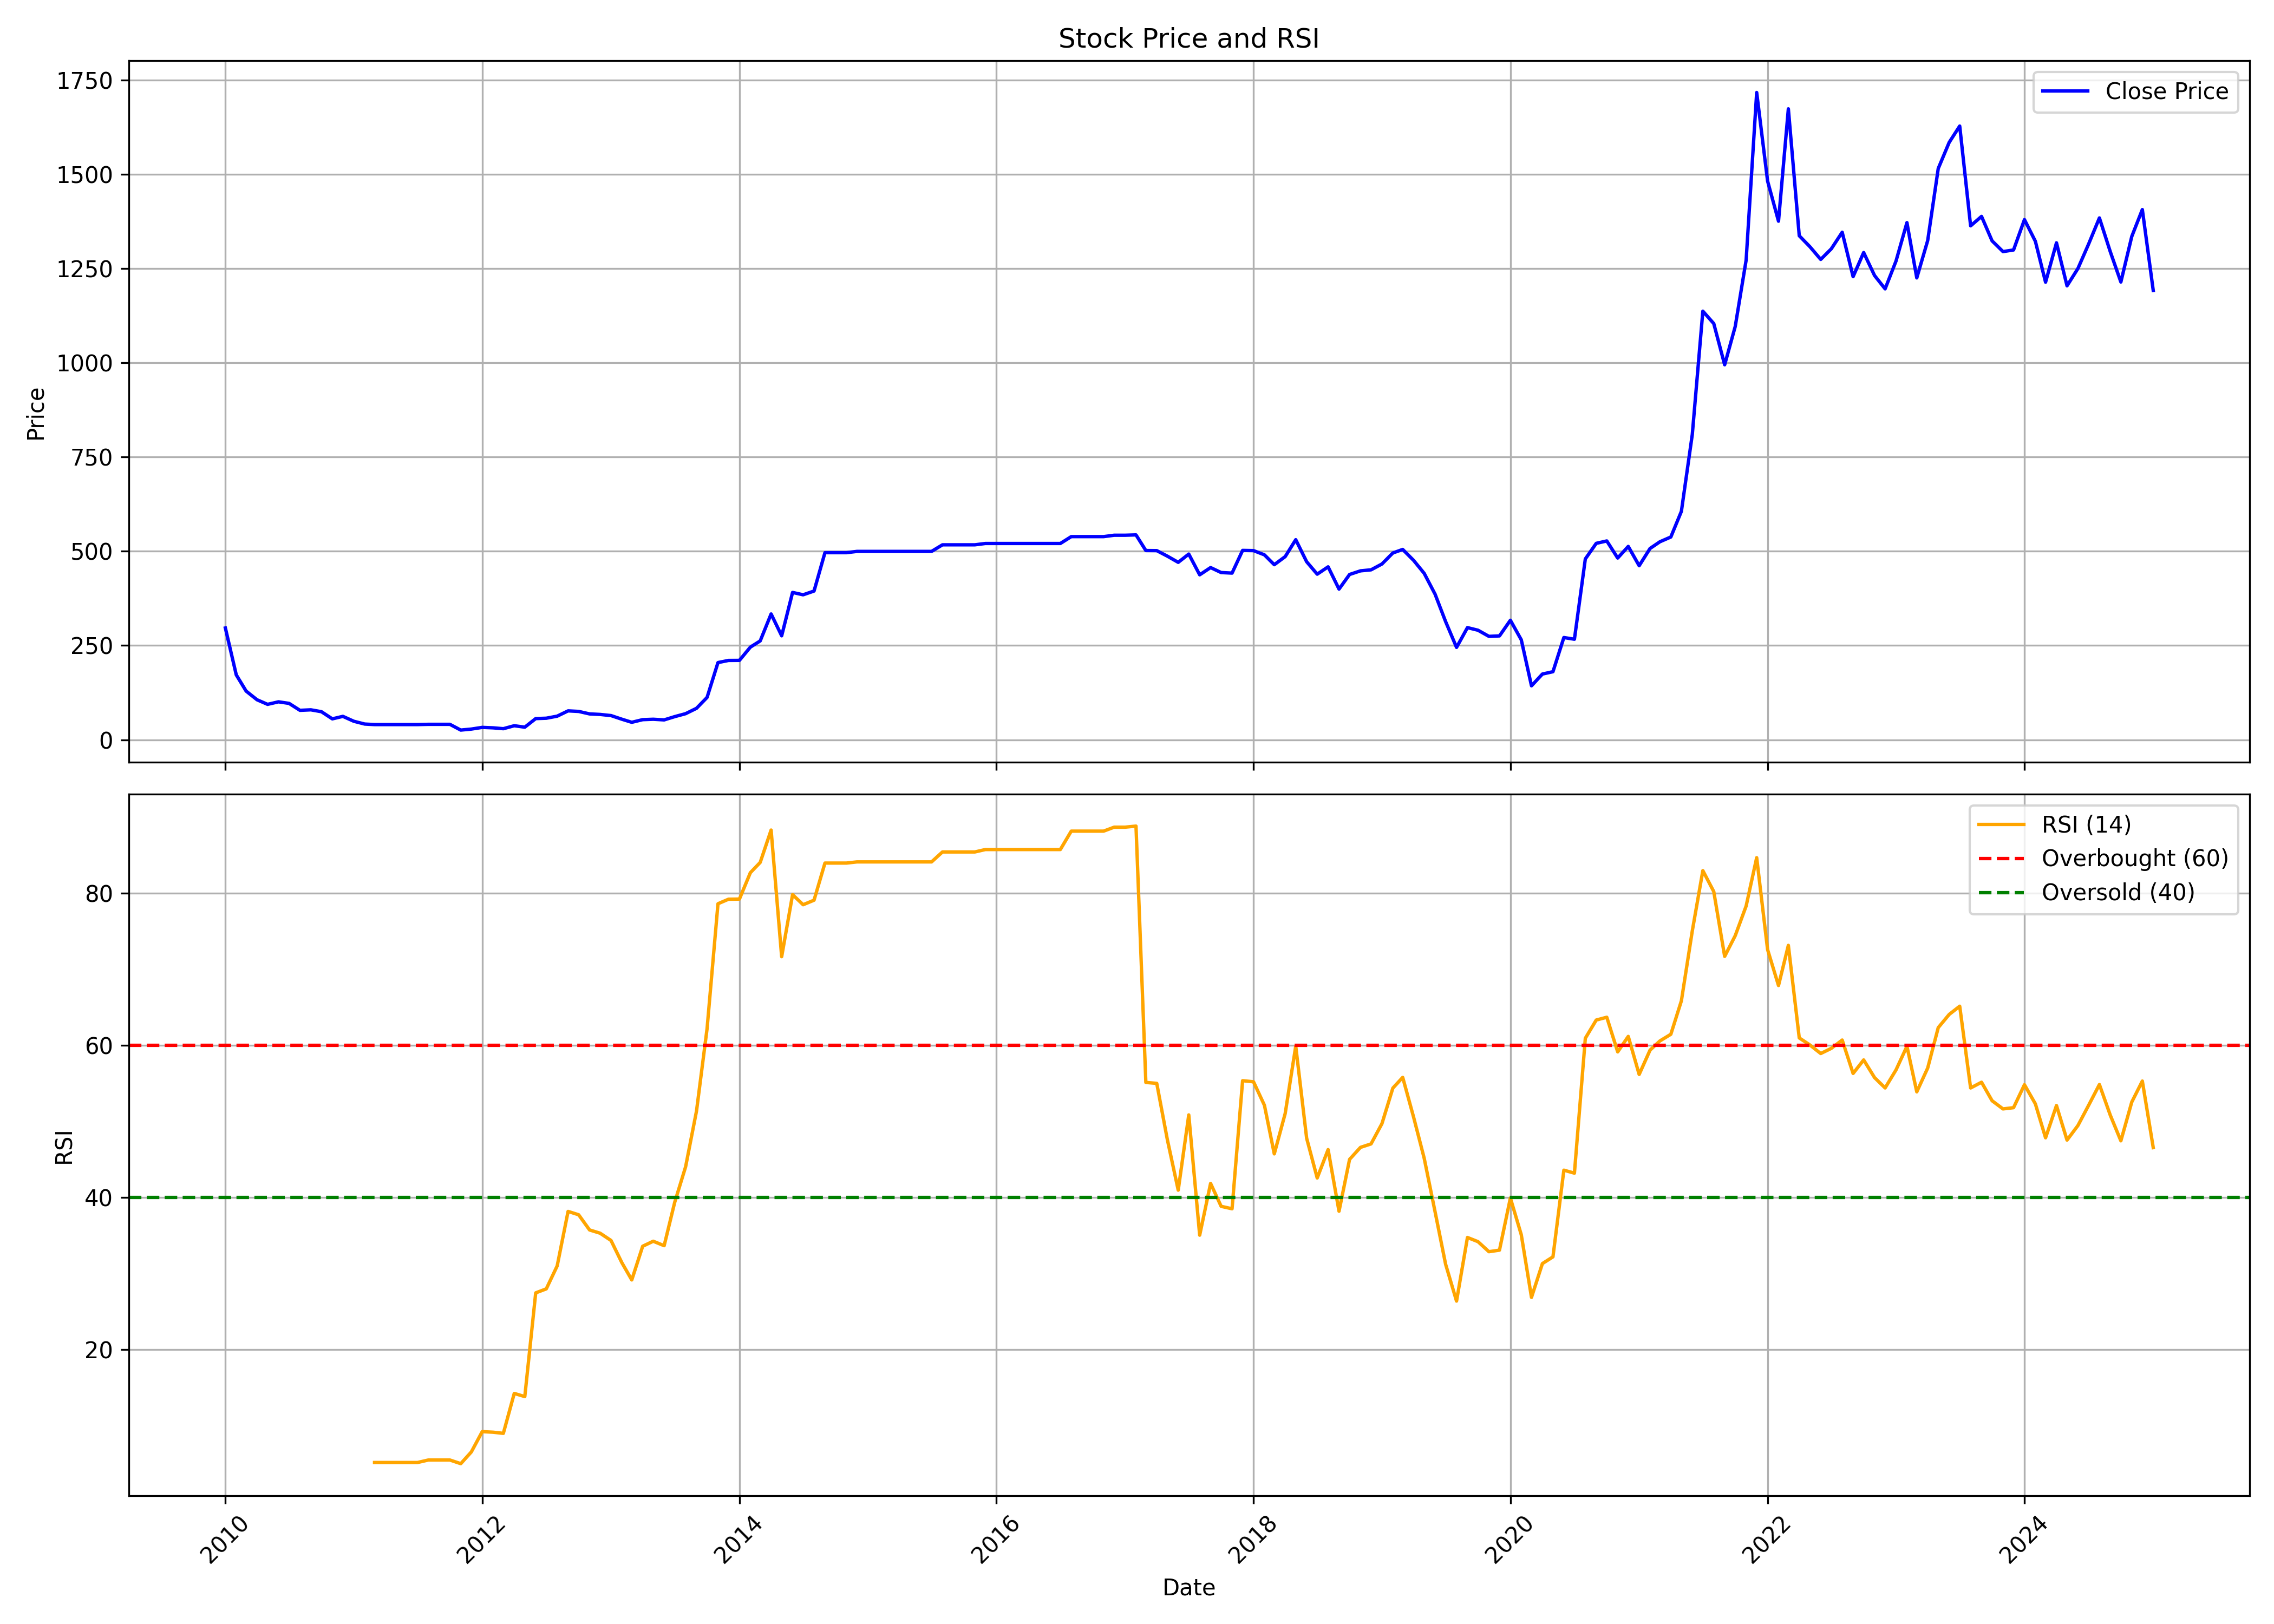 Stock Price and RSI
1750
1500
1250
1000
750
500
250
0
Price
Close Price
80
60
40
20
RSI
RSI (14)
Overbought (60)
Oversold (40)
2010
2012
2014
2016
2018
2020
2022
2024
Date